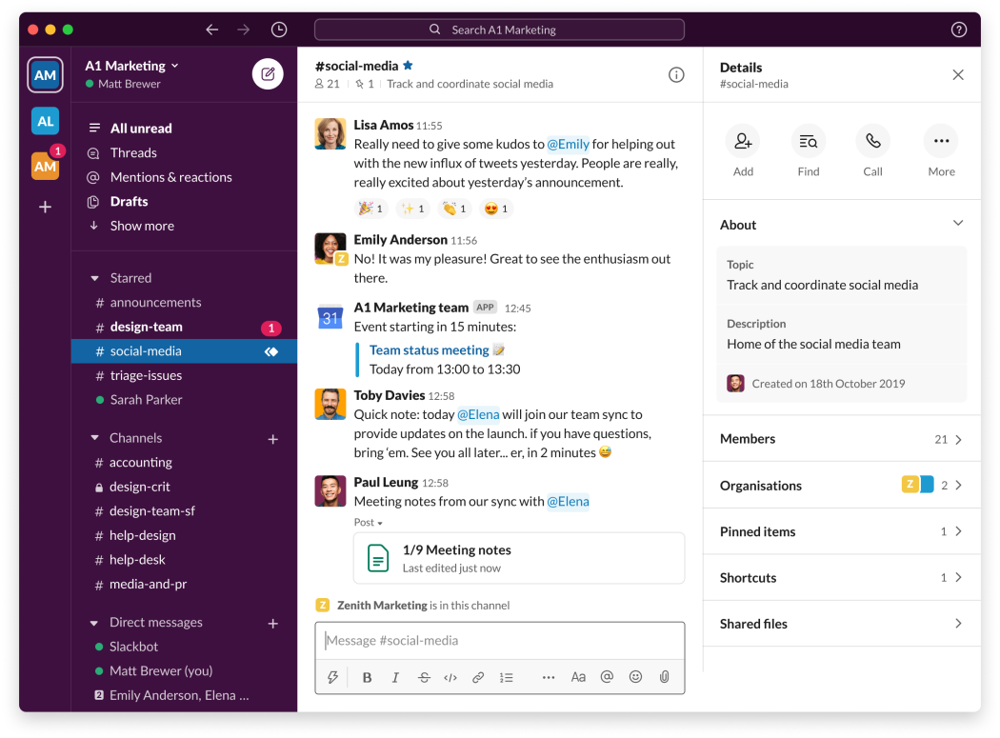 Search A1 Marketing
AM
AL
AM
1
A1 Marketing
Matt Brewer
All unread
Threads
Mentions & reactions
Drafts
Show more
Starred
# announcements
# design-team 1
# social-media
# triage-issues
Sarah Parker
Channels +
# accounting
design-crit
# design-team-sf
# help-design
# help-desk
# media-and-pr
Direct messages +
Slackbot
Matt Brewer (you)
2 Emily Anderson, Elena ...
#social-media
21 1 Track and coordinate social media
Lisa Amos 11:55
Really need to give some kudos to @Emily for helping out
with the new influx of tweets yesterday. People are really,
really excited about yesterday’s announcement.
🎉 1 ✨ 1 👏 1 😍 1
Emily Anderson 11:56
Z
No! It was my pleasure! Great to see the enthusiasm out
there.
31
A1 Marketing team APP 12:45
Event starting in 15 minutes:
Team status meeting 📝
Today from 13:00 to 13:30
Toby Davies 12:58
Quick note: today @Elena will join our team sync to
provide updates on the launch. if you have questions,
bring ‘em. See you all later... er, in 2 minutes 😅
Paul Leung 12:58
Meeting notes from our sync with @Elena
Post
1/9 Meeting notes
Last edited just now
Z Zenith Marketing is in this channel
Message #social-media
B I S </> Aa @
Details
#social-media
Add Find Call More
About
Topic
Track and coordinate social media
Description
Home of the social media team
Created on 18th October 2019
Members 21
Organisations Z 2
Pinned items 1
Shortcuts 1
Shared files